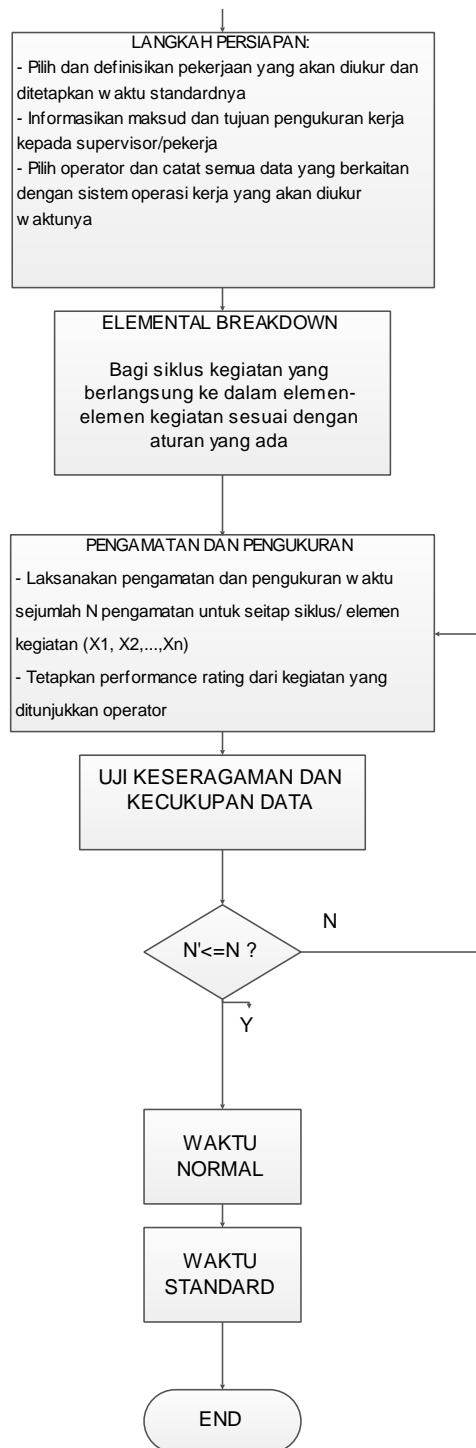 LANGKAH PERSIAPAN:
- Pilih dan definisikan pekerjaan yang akan diukur dan
ditetapkan waktu standardnya
- Informasikan maksud dan tujuan pengukuran kerja
kepada supervisor/pekerja
- Pilih operator dan catat semua data yang berkaitan
dengan sistem operasi kerja yang akan diukur
waktunya
ELEMENTAL BREAKDOWN
Bagi siklus kegiatan yang
berlangsung ke dalam elemen-
elemen kegiatan sesuai dengan
aturan yang ada
PENGAMATAN DAN PENGUKURAN
- Laksanakan pengamatan dan pengukuran waktu
sejumlah N pengamatan untuk seitap siklus/ elemen
kegiatan (X1, X2,...,Xn)
- Tetapkan performance rating dari kegiatan yang
ditunjukkan operator
UJI KESERAGAMAN DAN
KECUKUPAN DATA
N'<=N ?
N
Y
WAKTU
NORMAL
WAKTU
STANDARD
END